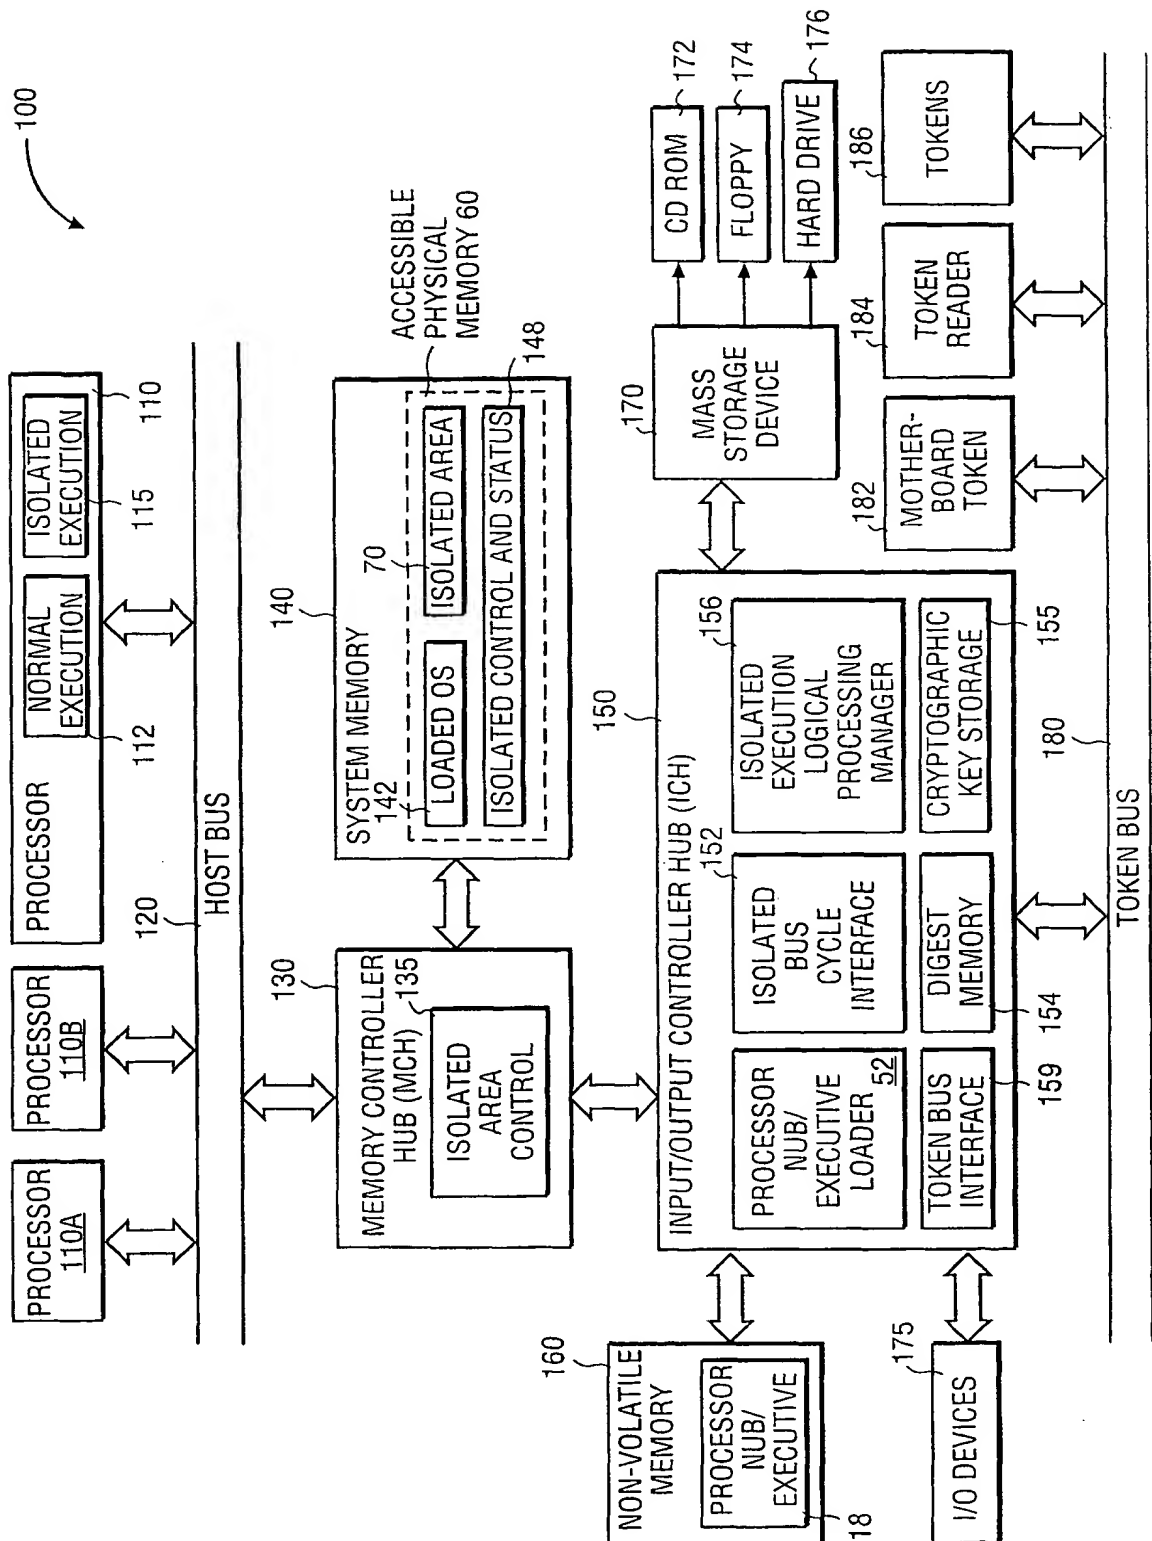 100
PROCESSOR
110A
PROCESSOR
110B
PROCESSOR
NORMAL
EXECUTION
ISOLATED
EXECUTION
112
115
110
120
HOST BUS
130
MEMORY CONTROLLER
HUB (MCH)
135
ISOLATED
AREA
CONTROL
140
SYSTEM MEMORY
142
LOADED OS
70
ISOLATED AREA
ISOLATED CONTROL AND STATUS
148
ACCESSIBLE
PHYSICAL
MEMORY 60
150
INPUT/OUTPUT CONTROLLER HUB (ICH)
PROCESSOR
NUB/
EXECUTIVE
LOADER
52
152
ISOLATED
BUS
CYCLE
INTERFACE
156
ISOLATED
EXECUTION
LOGICAL
PROCESSING
MANAGER
TOKEN BUS
INTERFACE
159
DIGEST
MEMORY
154
CRYPTOGRAPHIC
KEY STORAGE
155
160
NON-VOLATILE
MEMORY
PROCESSOR
NUB/
EXECUTIVE
18
175
I/O DEVICES
170
MASS
STORAGE
DEVICE
CD ROM
172
FLOPPY
174
HARD DRIVE
176
182
MOTHER-
BOARD
TOKEN
184
TOKEN
READER
186
TOKENS
180
TOKEN BUS